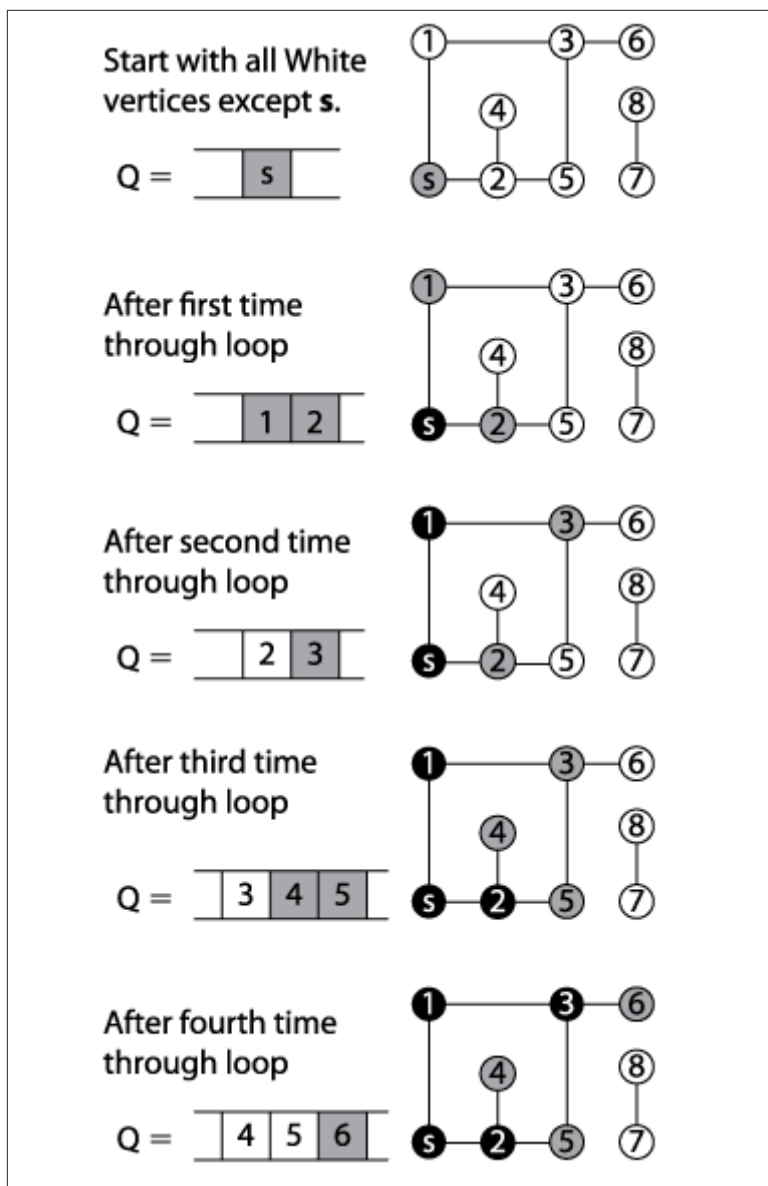 Start with all White
vertices except s.
Q = s
1 3 6
4 8
s 2 5 7
After first time
through loop
Q = 1 2
1 3 6
4 8
s 2 5 7
After second time
through loop
Q = 2 3
1 3 6
4 8
s 2 5 7
After third time
through loop
Q = 3 4 5
1 3 6
4 8
s 2 5 7
After fourth time
through loop
Q = 4 5 6
1 3 6
4 8
s 2 5 7